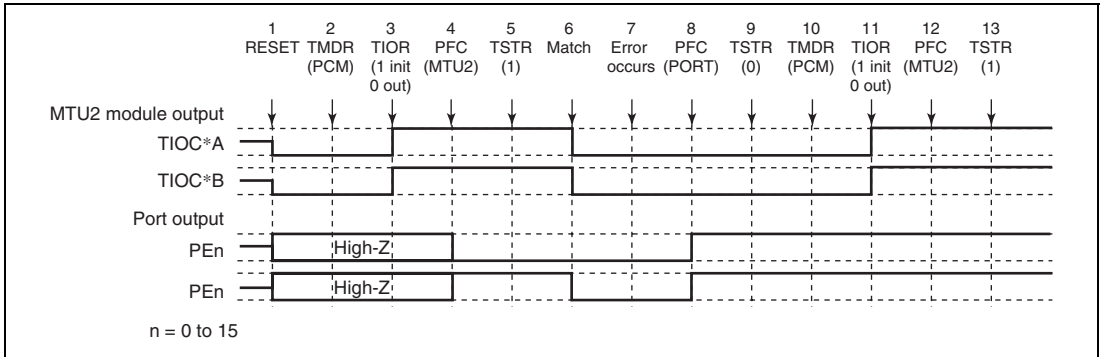 1 2 3 4 5 6 7 8 9 10 11 12 13
RESET TMDR TIOR PFC TSTR Match Error PFC TSTR TMDR TIOR PFC TSTR
(PCM) (1 init (MTU2) (1) occurs (PORT) (0) (PCM) (1 init (MTU2) (1)
0 out) 0 out)
MTU2 module output
TIOC*A
TIOC*B
Port output
PEn High-Z
PEn High-Z
n = 0 to 15